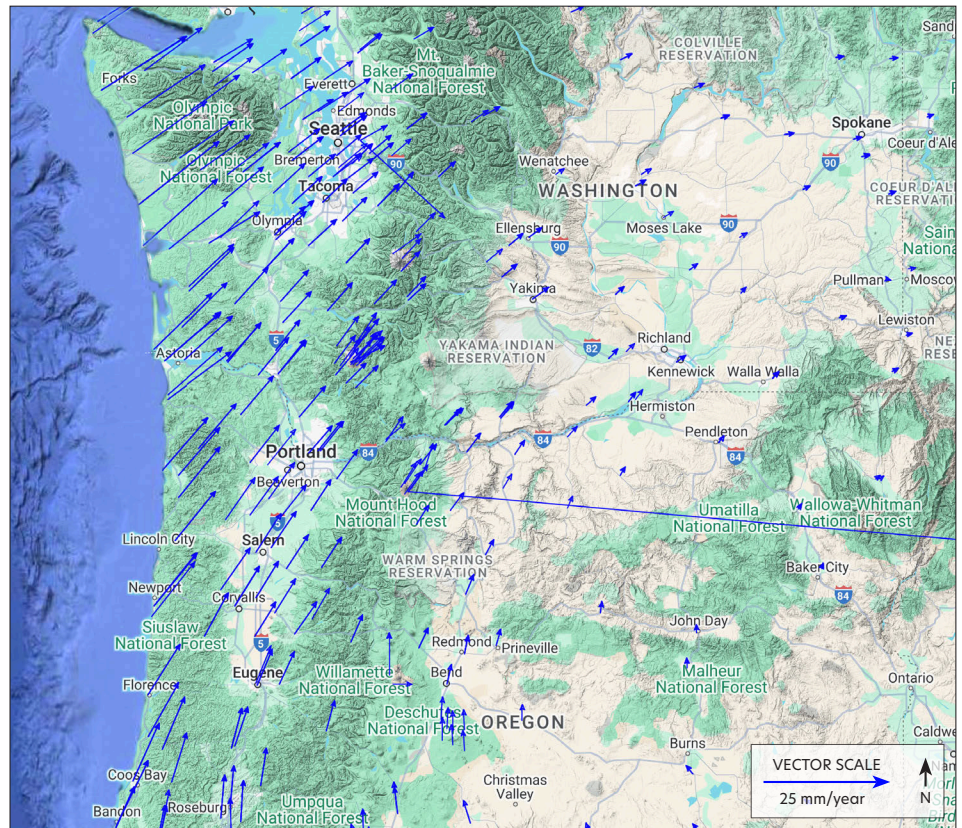 Sand
COLVILLE
RESERVATION
Forks
Mt.
Baker-Snoqualmie
National Forest
Everett
Olympic
National Park
Edmonds
Seattle
Spokane
Coeur d'Ale
Olympic
National Forest
Bremerton
90
Wenatchee
90
Tacoma
WASHINGTON
COEUR D'AL
RESERVATI
Olympia
Ellensburg
90
Moses Lake
90
Sain
Nationa
Yakima
Pullman
Moscow
Lewiston
5
Astoria
YAKAMA INDIAN
RESERVATION
82
Richland
Kennewick
Walla Walla
NE
RESE
Hermiston
Pendleton
84
84
84
Portland
Beaverton
Mount Hood
National Forest
Umatilla
National Forest
Wallowa-Whitman
National Forest
5
Lincoln City
Salem
WARM SPRINGS
RESERVATION
Baker City
84
Newport
Corvallis
Siuslaw
National Forest
5
John Day
Redmond
Prineville
Eugene
Florence
Willamette
National Forest
Bend
Malheur
National Forest
Ontario
Deschutes
National Forest
OREGON
Burns
Caldwe
Coos Bay
Bandon
Roseburg
Umpqua
National Forest
Christmas
Valley
VECTOR SCALE
25 mm/year
N